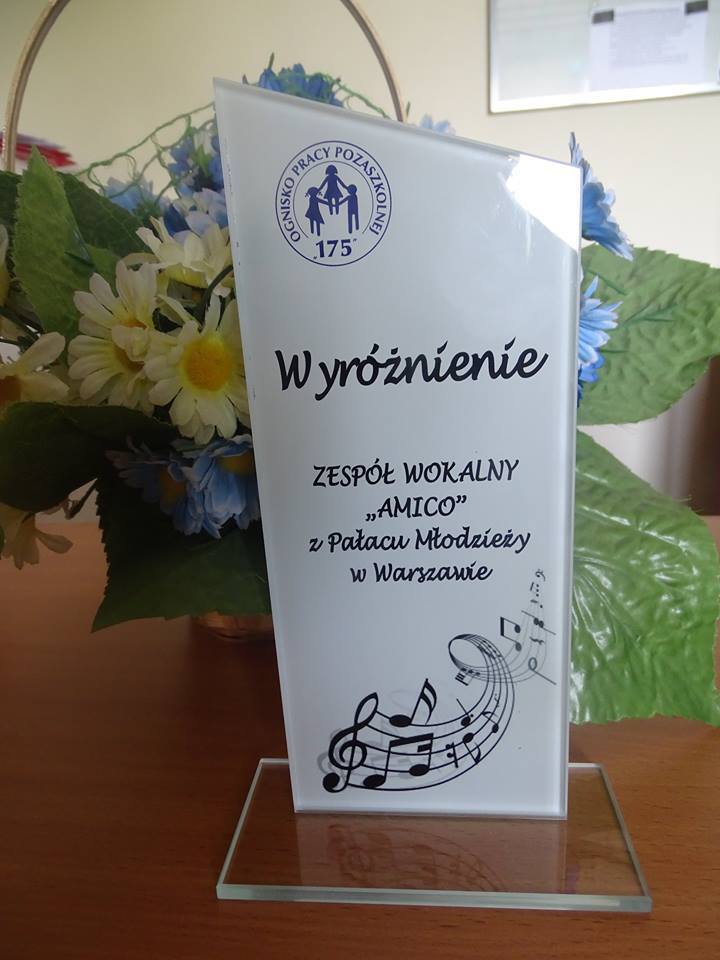 OGNISKO PRACY POZASZKOLNEJ
„175”
Wyróżnienie
ZESPÓŁ WOKALNY
„AMICO”
z Pałacu Młodzieży
w Warszawie